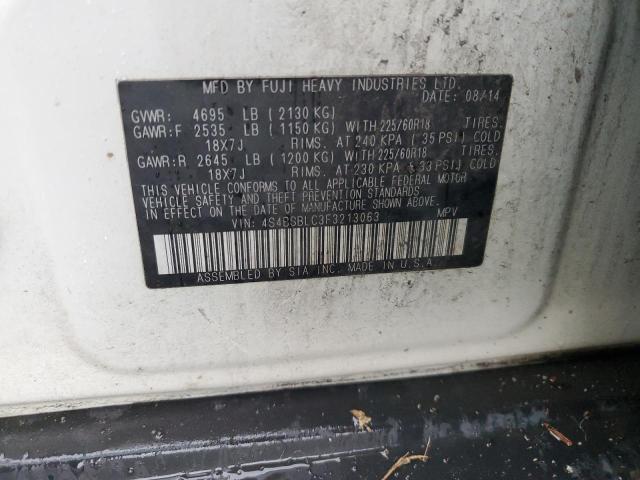 MFD BY FUJI HEAVY INDUSTRIES LTD.
DATE: 08/14
GVWR: 4695 LB (2130 KG)
GAWR:F 2535 LB (1150 KG) WITH 225/60R18 TIRES.
18X7J RIMS. AT 240 KPA (35 PSI) COLD
GAWR:R 2645 LB (1200 KG) WITH 225/60R18 TIRES.
18X7J RIMS. AT 230 KPA (33 PSI) COLD
THIS VEHICLE CONFORMS TO ALL APPLICABLE FEDERAL MOTOR
VEHICLE SAFETY AND THEFT PREVENTION STANDARDS
IN EFFECT ON THE DATE OF MANUFACTURE SHOWN ABOVE.
VIN: 4S4BSBLC3F3213063 MPV
ASSEMBLED BY SIA INC. MADE IN U.S.A.